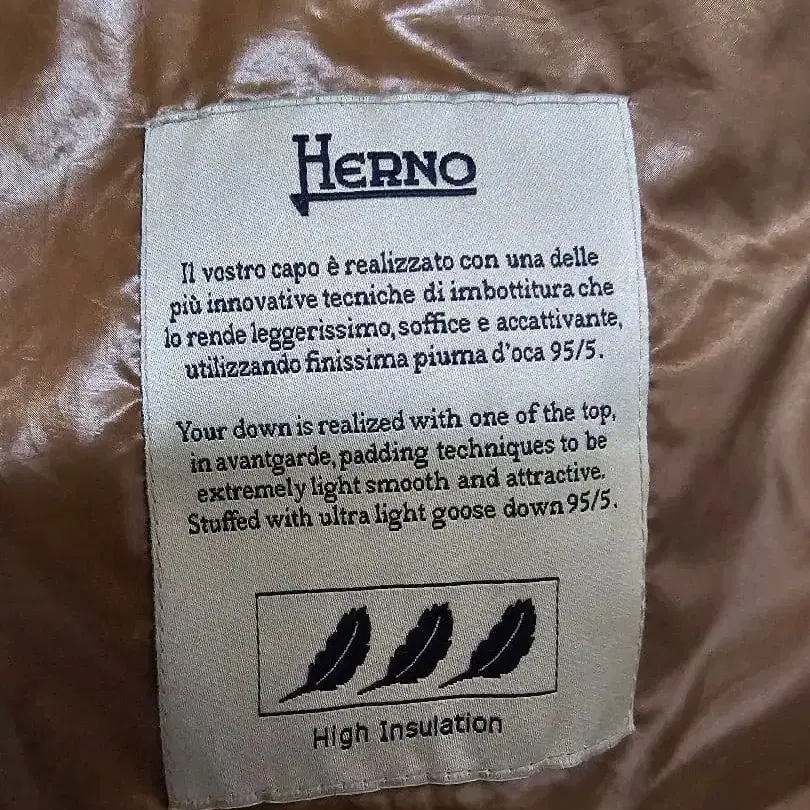 HERNO
Il vostro capo è realizzato con una delle
più innovative tecniche di imbottitura che
lo rende leggerissimo, soffice e accattivante,
utilizzando finissima piuma d'oca 95/5.
Your down is realized with one of the top,
in avantgarde, padding techniques to be
extremely light smooth and attractive.
Stuffed with ultra light goose down 95/5.
High Insulation